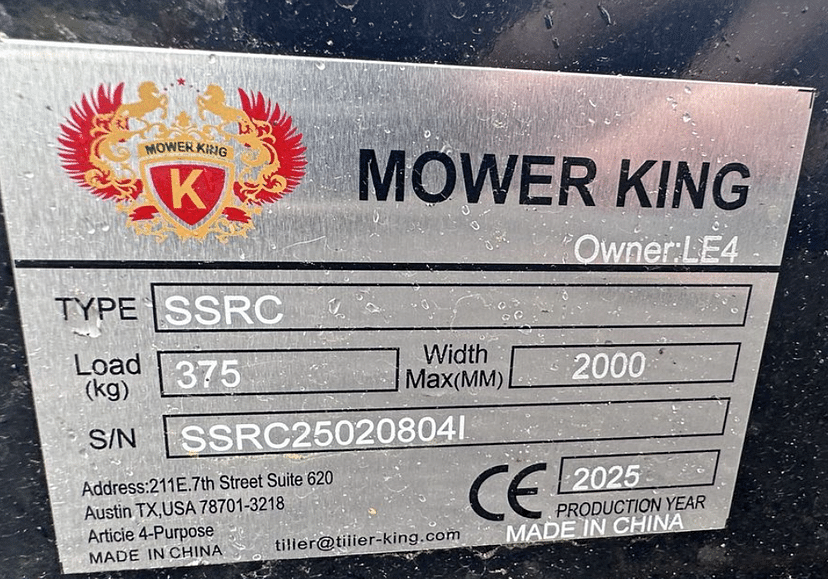 MOWER KING
K
MOWER KING
Owner:LE4
TYPE SSRC
Load (kg) 375 Width Max(MM) 2000
S/N SSRC25020804I
Address:211E.7th Street Suite 620
Austin TX,USA 78701-3218
Articie 4-Purpose
MADE IN CHINA
tilier@tiiier-king.com
CE 2025
PRODUCTION YEAR
MADE IN CHINA